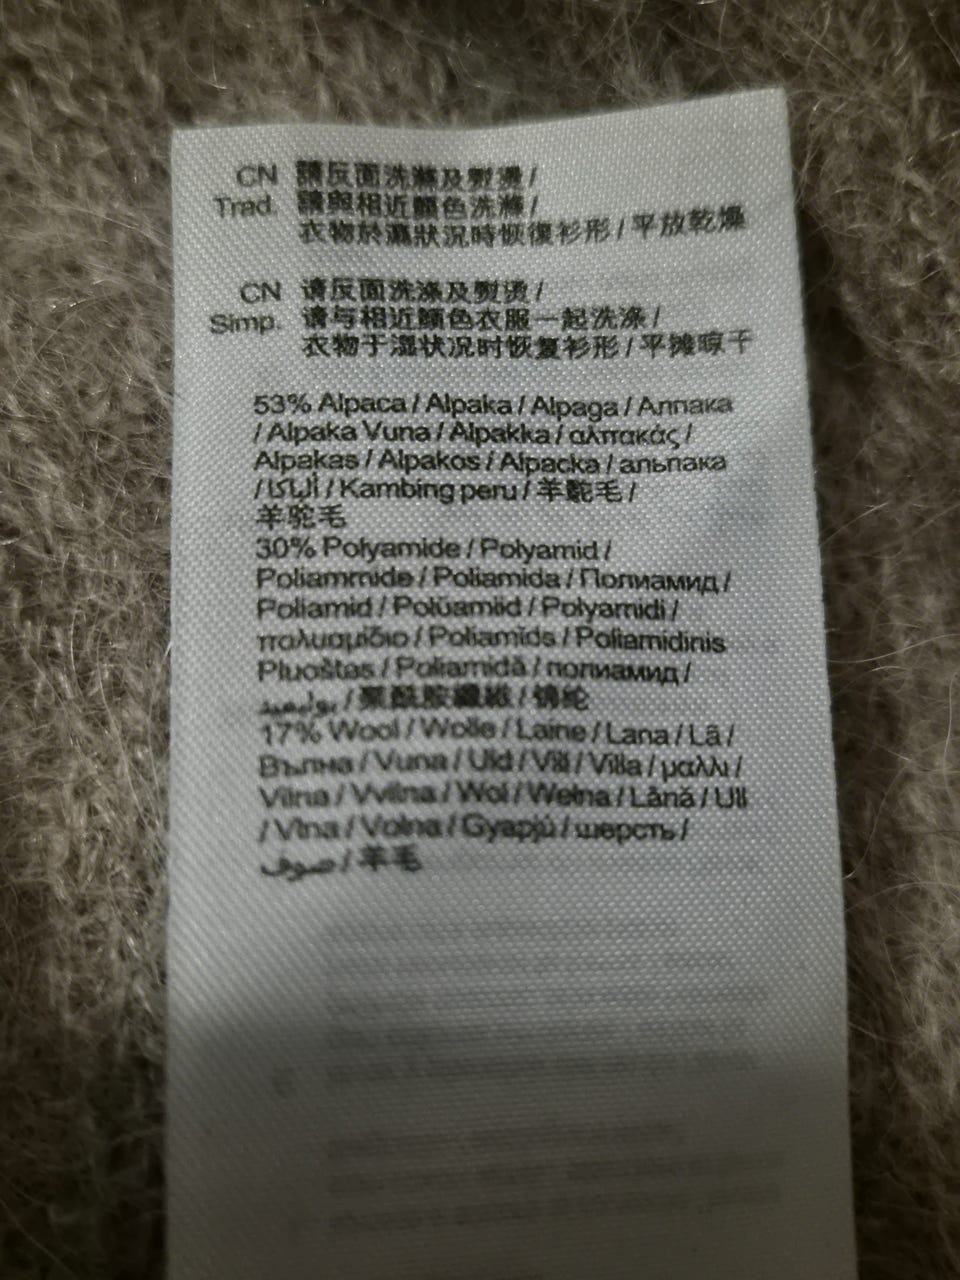 CN 請反面洗滌及熨燙 /
Trad. 請與相近顏色洗滌 /
衣物於濕狀況時恢復衫形 / 平放乾燥
CN 请反面洗涤及熨烫 /
Simp. 请与相近颜色衣服一起洗涤 /
衣物于湿状况时恢复衫形 / 平摊晾干
53% Alpaca / Alpaka / Alpaga / Алпака
/ Alpaka Vuna / Alpakka / αλπακάς /
Alpakas / Alpakos / Alpacka / альпака
/ ألباكا / Kambing peru / 羊駝毛 /
羊驼毛
30% Polyamide / Polyamid /
Poliammide / Poliamida / Полиамид /
Poliamid / Polüamiid / Polyamidi /
πολυαμίδιο / Poliamīds / Poliamidinis
Pluoštas / Poliamidă / полиамид /
بوليميد / 聚酰胺纖維 / 锦纶
17% Wool / Wolle / Laine / Lana / Lã /
Вълна / Vuna / Uld / Vill / Villa / μαλλί /
Vilna / Vvilna / Wol / Wełna / Lână / Ull
/ Vlna / Volna / Gyapjú / шерсть /
صوف / 羊毛